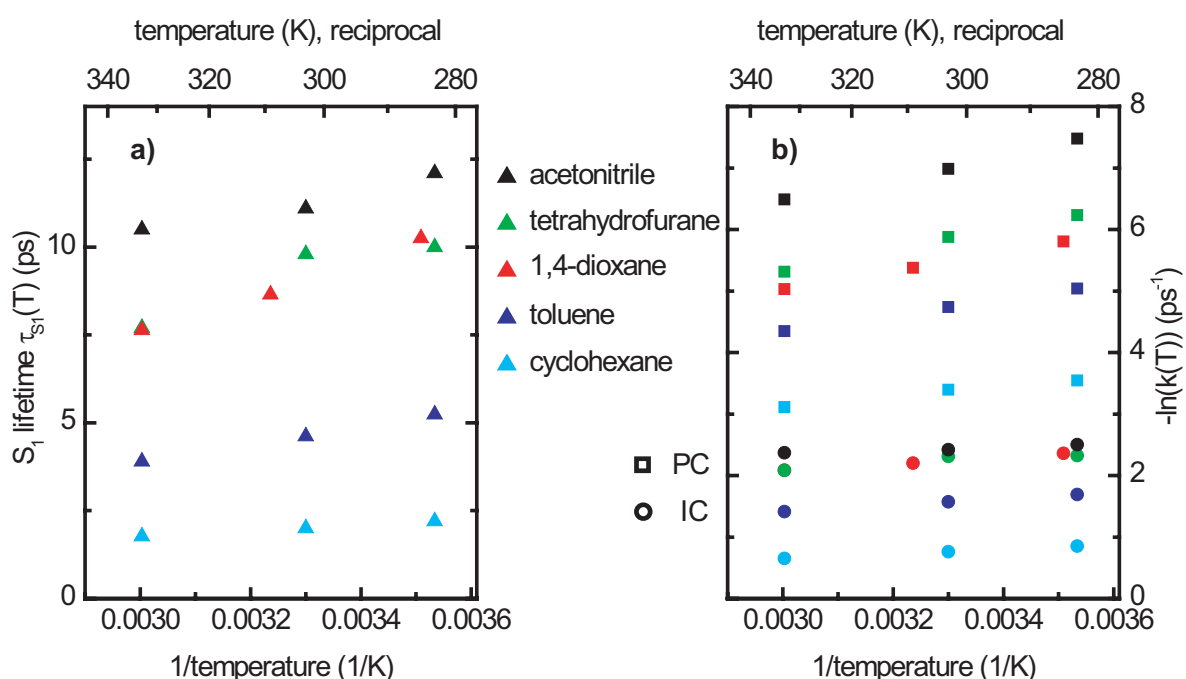 temperature (K), reciprocal
340 320 300 280
a)
10
5
0
S1 lifetime τS1(T) (ps)
0.0030 0.0032 0.0034 0.0036
1/temperature (1/K)
acetonitrile
tetrahydrofurane
1,4-dioxane
toluene
cyclohexane
PC
IC
temperature (K), reciprocal
340 320 300 280
b)
8
6
4
2
0
-ln(k(T)) (ps-1)
0.0030 0.0032 0.0034 0.0036
1/temperature (1/K)